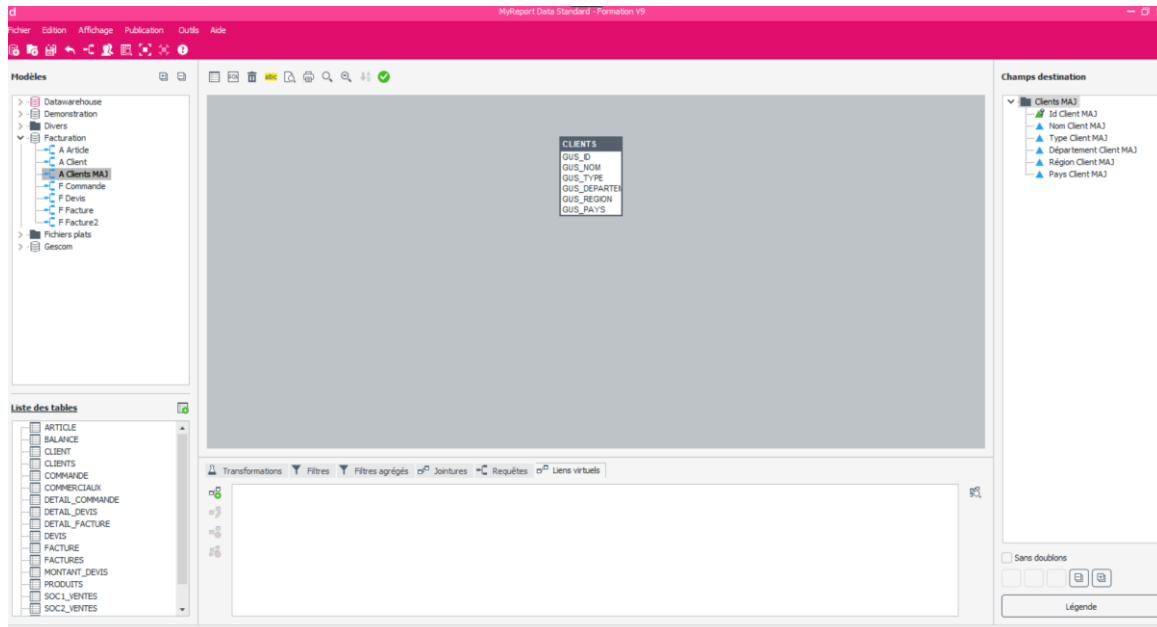 d
MyReport Data Standard - Formation V9
Fichier Edition Affichage Publication Outils Aide
Modèles
Datawarehouse
Demonstration
Divers
Facturation
A Article
A Client
A Clients MAJ
F Commande
F Devis
F Facture
F Facture2
Fichiers plats
Gescom
Liste des tables
ARTICLE
BALANCE
CLIENT
CLIENTS
COMMANDE
COMMERCIAUX
DETAIL_COMMANDE
DETAIL_DEVIS
DETAIL_FACTURE
DEVIS
FACTURE
FACTURES
MONTANT_DEVIS
PRODUITS
SOC1_VENTES
SOC2_VENTES
SQL abc
CLIENTS
GUS_ID
GUS_NOM
GUS_TYPE
GUS_DEPARTEM
GUS_REGION
GUS_PAYS
Transformations Filtres Filtres agrégés Jointures Requêtes Liens virtuels
Champs destination
Clients MAJ
Id Client MAJ
Nom Client MAJ
Type Client MAJ
Département Client MAJ
Région Client MAJ
Pays Client MAJ
Sans doublons
Légende